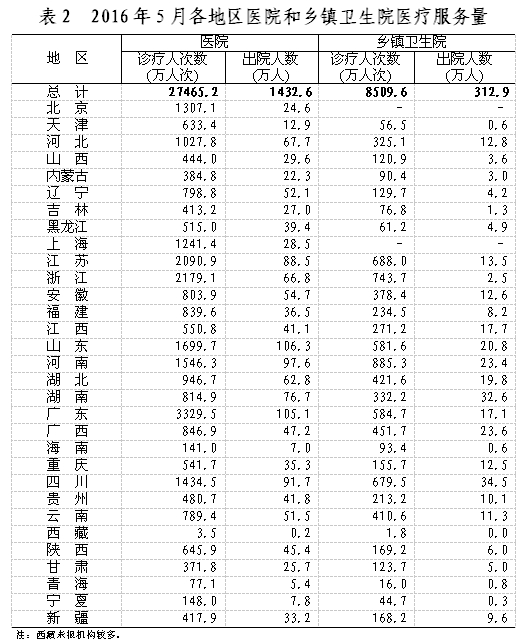 表2 2016年5月各地区医院和乡镇卫生院医疗服务量
地 区 医院 乡镇卫生院
诊疗人次数(万人次) 出院人数(万人) 诊疗人次数(万人次) 出院人数(万人)
总 计 27465.2 1432.6 8509.6 312.9
北 京 1307.1 24.6 - -
天 津 633.4 12.9 56.5 0.6
河 北 1027.8 67.7 325.1 12.8
山 西 444.0 29.6 120.9 3.6
内蒙古 384.8 22.3 90.4 3.0
辽 宁 798.8 52.1 129.7 4.2
吉 林 413.2 27.0 76.8 1.3
黑龙江 515.0 39.4 61.2 4.9
上 海 1241.4 28.5 - -
江 苏 2090.9 88.5 688.0 13.5
浙 江 2179.1 66.8 743.7 2.5
安 徽 803.9 54.7 378.4 12.6
福 建 839.6 36.5 234.5 8.2
江 西 550.8 41.1 271.2 17.7
山 东 1699.7 106.3 581.6 20.8
河 南 1546.3 97.6 885.3 23.4
湖 北 946.7 62.8 421.6 19.8
湖 南 814.9 76.7 332.2 32.6
广 东 3329.5 105.1 584.7 17.1
广 西 846.9 47.2 451.7 23.6
海 南 141.0 7.0 93.4 0.6
重 庆 541.7 35.3 155.7 12.5
四 川 1434.5 91.7 679.5 34.5
贵 州 480.7 41.8 213.2 10.1
云 南 789.4 51.5 410.6 11.3
西 藏 3.5 0.2 1.8 0.0
陕 西 645.9 45.4 169.2 6.0
甘 肃 371.8 25.7 123.7 5.0
青 海 77.1 5.4 16.0 0.8
宁 夏 148.0 7.8 44.7 0.3
新 疆 417.9 33.2 168.2 9.6
注：西藏未报机构较多。